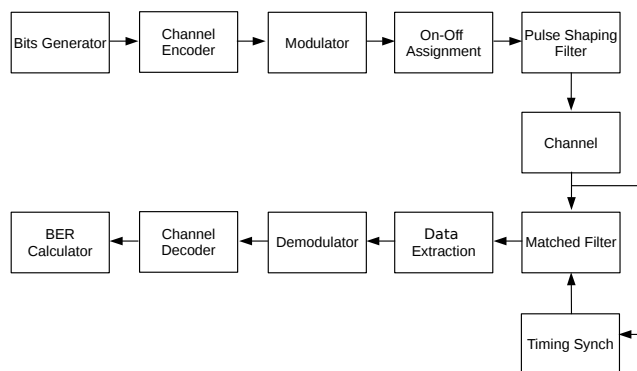 Bits Generator
Channel
Encoder
Modulator
On-Off
Assignment
Pulse Shaping
Filter
Channel
BER
Calculator
Channel
Decoder
Demodulator
Data
Extraction
Matched Filter
Timing Synch